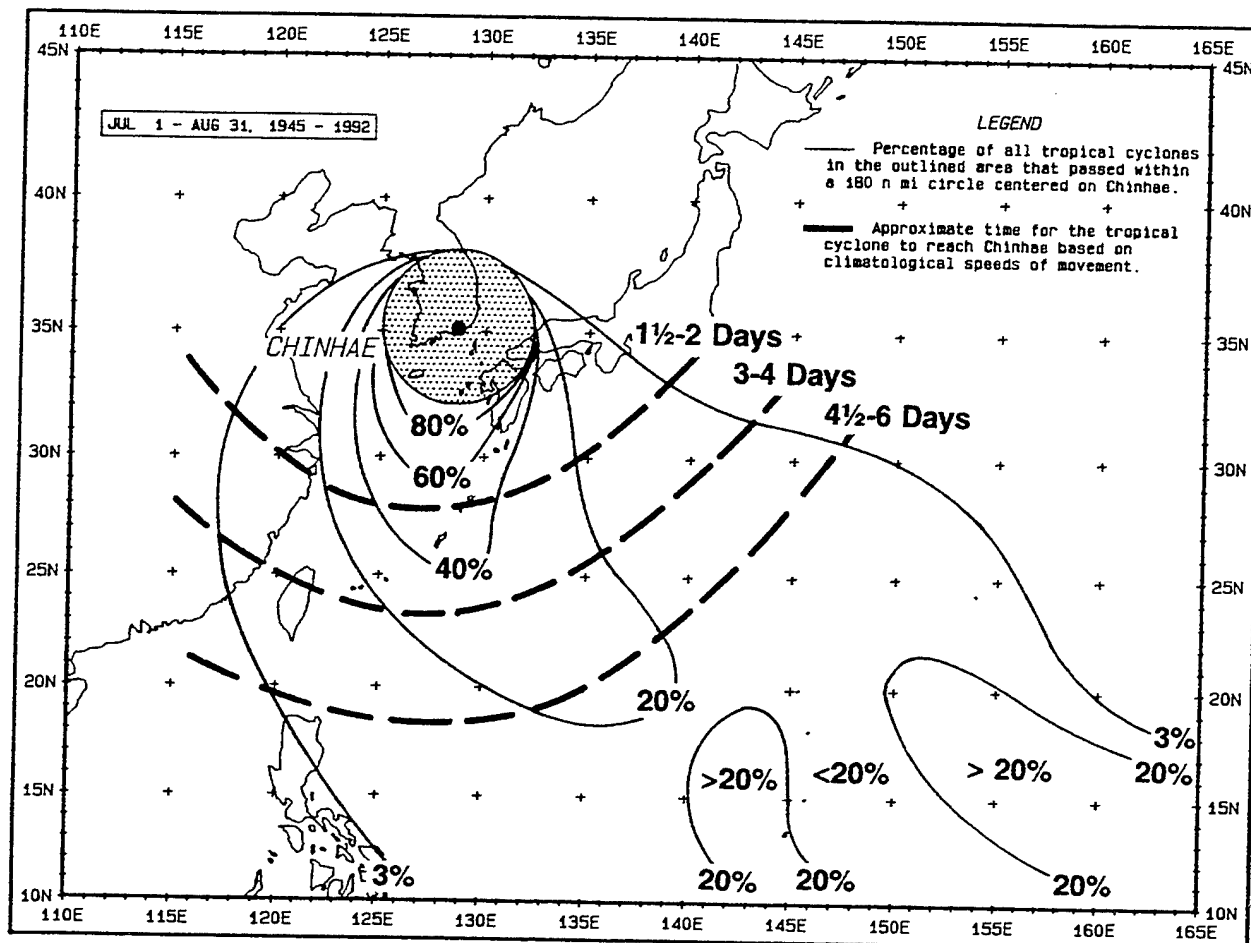 110E 115E 120E 125E 130E 135E 140E 145E 150E 155E 160E 165E
45N 45N
JUL 1 - AUG 31, 1945 - 1992
LEGEND
Percentage of all tropical cyclones
in the outlined area that passed within
a 180 n mi circle centered on Chinhae.
Approximate time for the tropical
cyclone to reach Chinhae based on
climatological speeds of movement.
40N 40N
35N 35N
CHINHAE
1½-2 Days
3-4 Days
4½-6 Days
80%
60%
40%
30N 30N
25N 25N
20N 20N
20%
3%
20%
>20% <20% > 20%
15N 15N
3%
20% 20% 20%
10N 10N
110E 115E 120E 125E 130E 135E 140E 145E 150E 155E 160E 165E